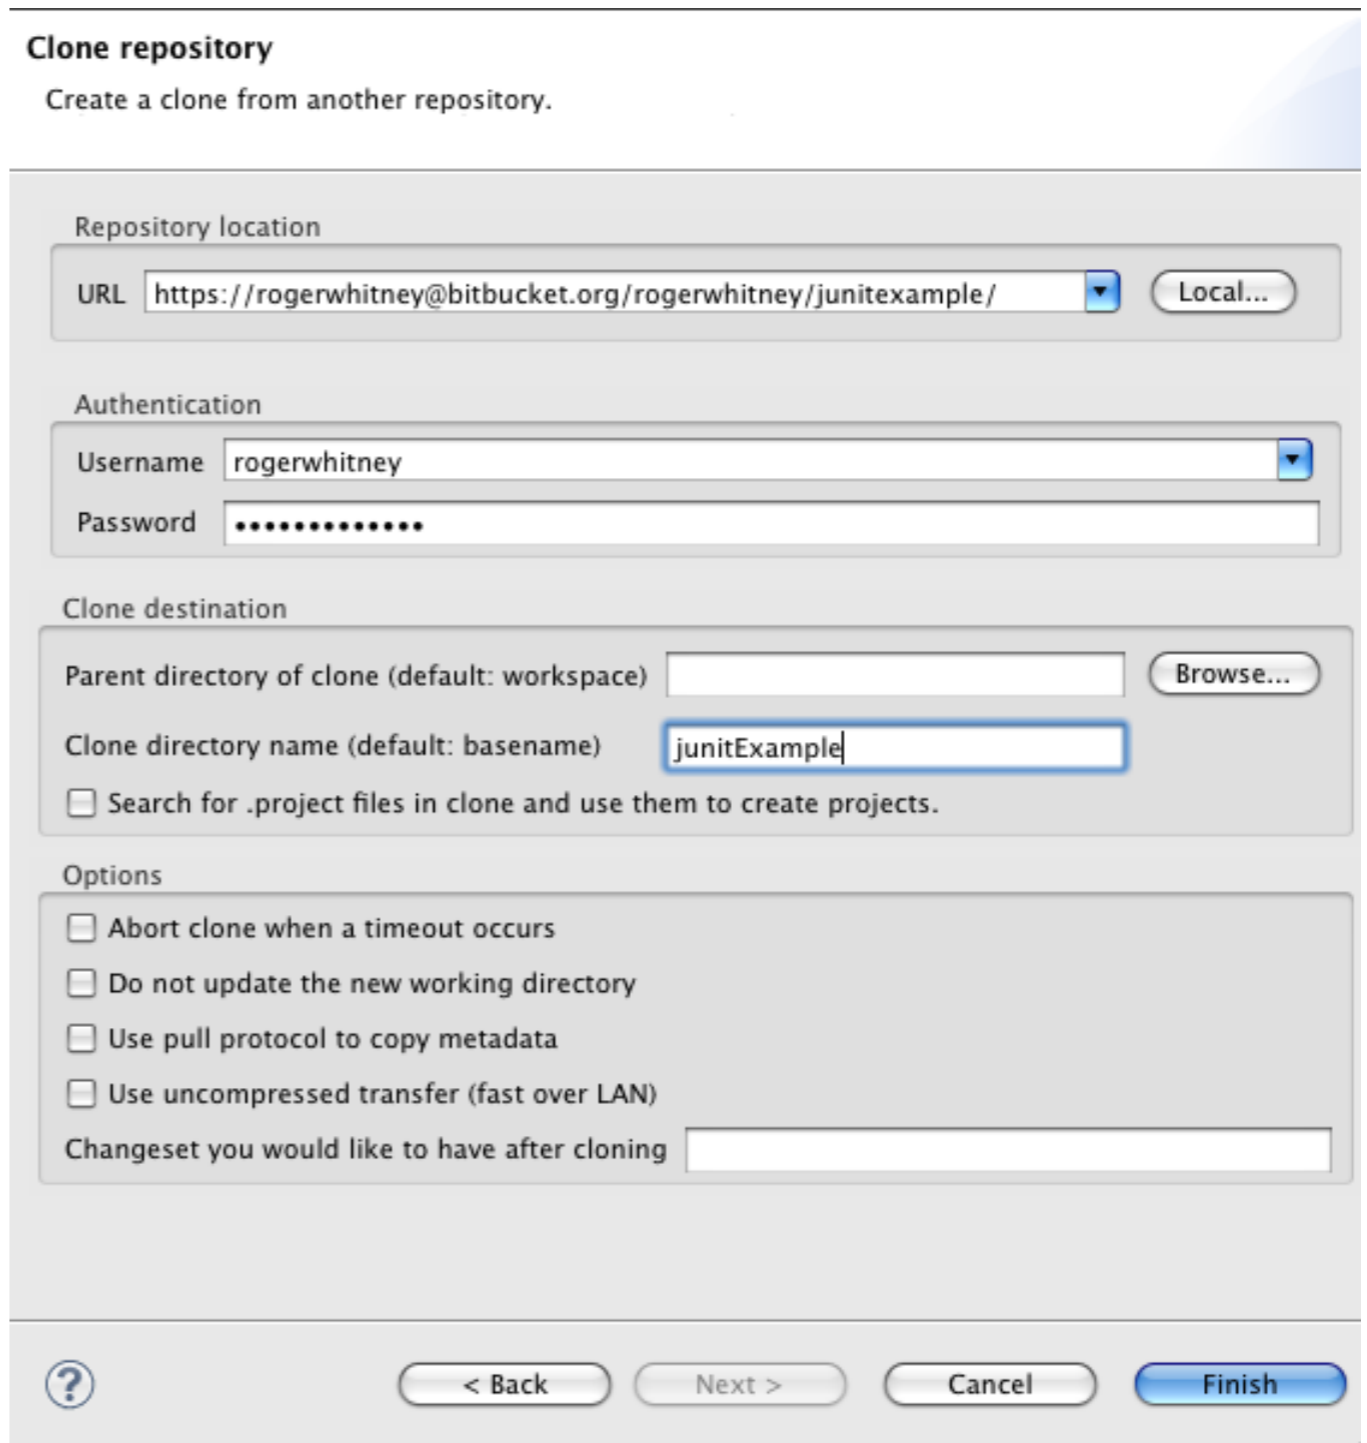 Clone repository
Create a clone from another repository.
Repository location
URL https://rogerwhitney@bitbucket.org/rogerwhitney/junitexample/ Local...
Authentication
Username rogerwhitney
Password •••••••••••••
Clone destination
Parent directory of clone (default: workspace) Browse...
Clone directory name (default: basename) junitExample
Search for .project files in clone and use them to create projects.
Options
Abort clone when a timeout occurs
Do not update the new working directory
Use pull protocol to copy metadata
Use uncompressed transfer (fast over LAN)
Changeset you would like to have after cloning
? < Back Next > Cancel Finish